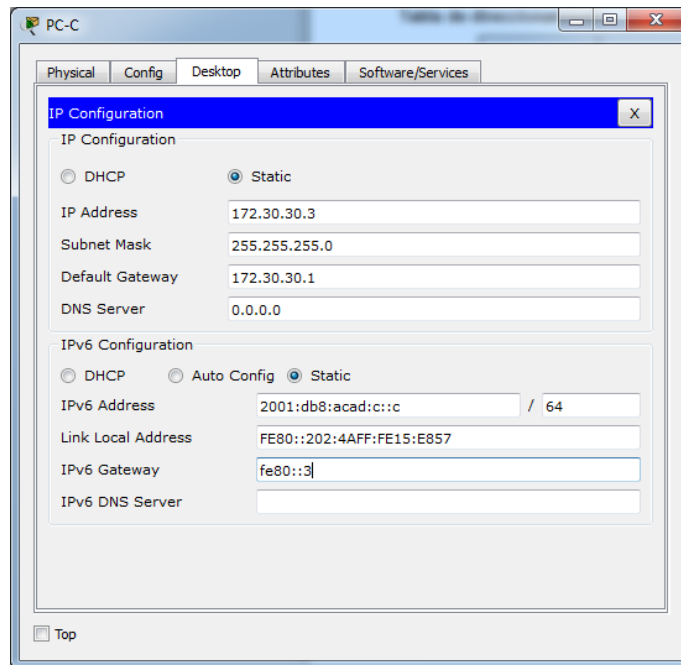 Tabla de direccion
PC-C
Physical Config Desktop Attributes Software/Services
IP Configuration X
IP Configuration
DHCP Static
IP Address 172.30.30.3
Subnet Mask 255.255.255.0
Default Gateway 172.30.30.1
DNS Server 0.0.0.0
IPv6 Configuration
DHCP Auto Config Static
IPv6 Address 2001:db8:acad:c::c / 64
Link Local Address FE80::202:4AFF:FE15:E857
IPv6 Gateway fe80::3
IPv6 DNS Server
Top